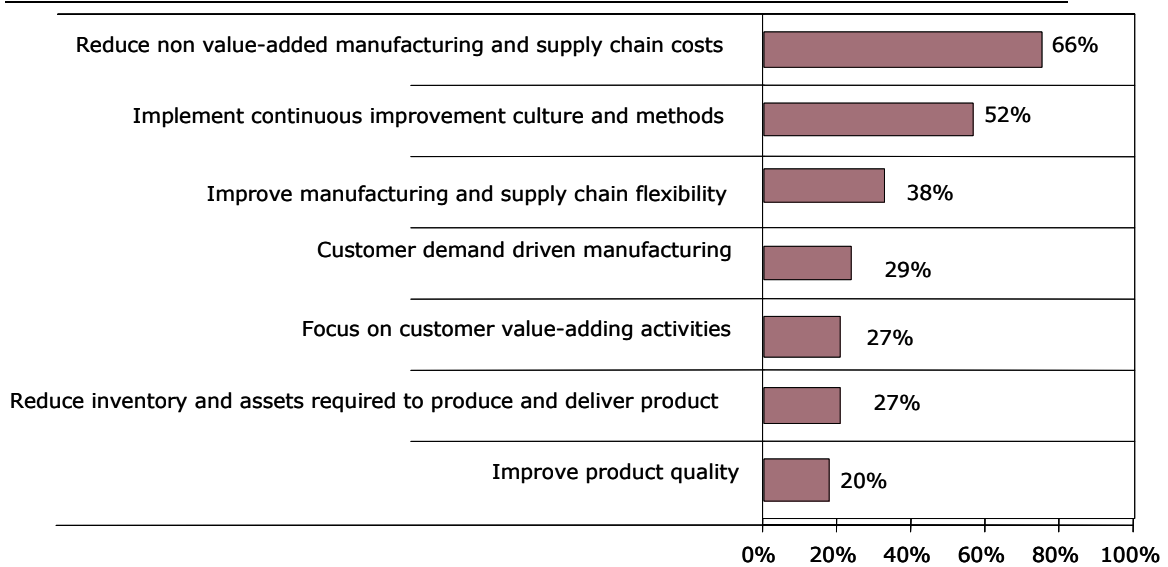 Reduce non value-added manufacturing and supply chain costs 66%
Implement continuous improvement culture and methods 52%
Improve manufacturing and supply chain flexibility 38%
Customer demand driven manufacturing 29%
Focus on customer value-adding activities 27%
Reduce inventory and assets required to produce and deliver product 27%
Improve product quality 20%
0% 20% 40% 60% 80% 100%